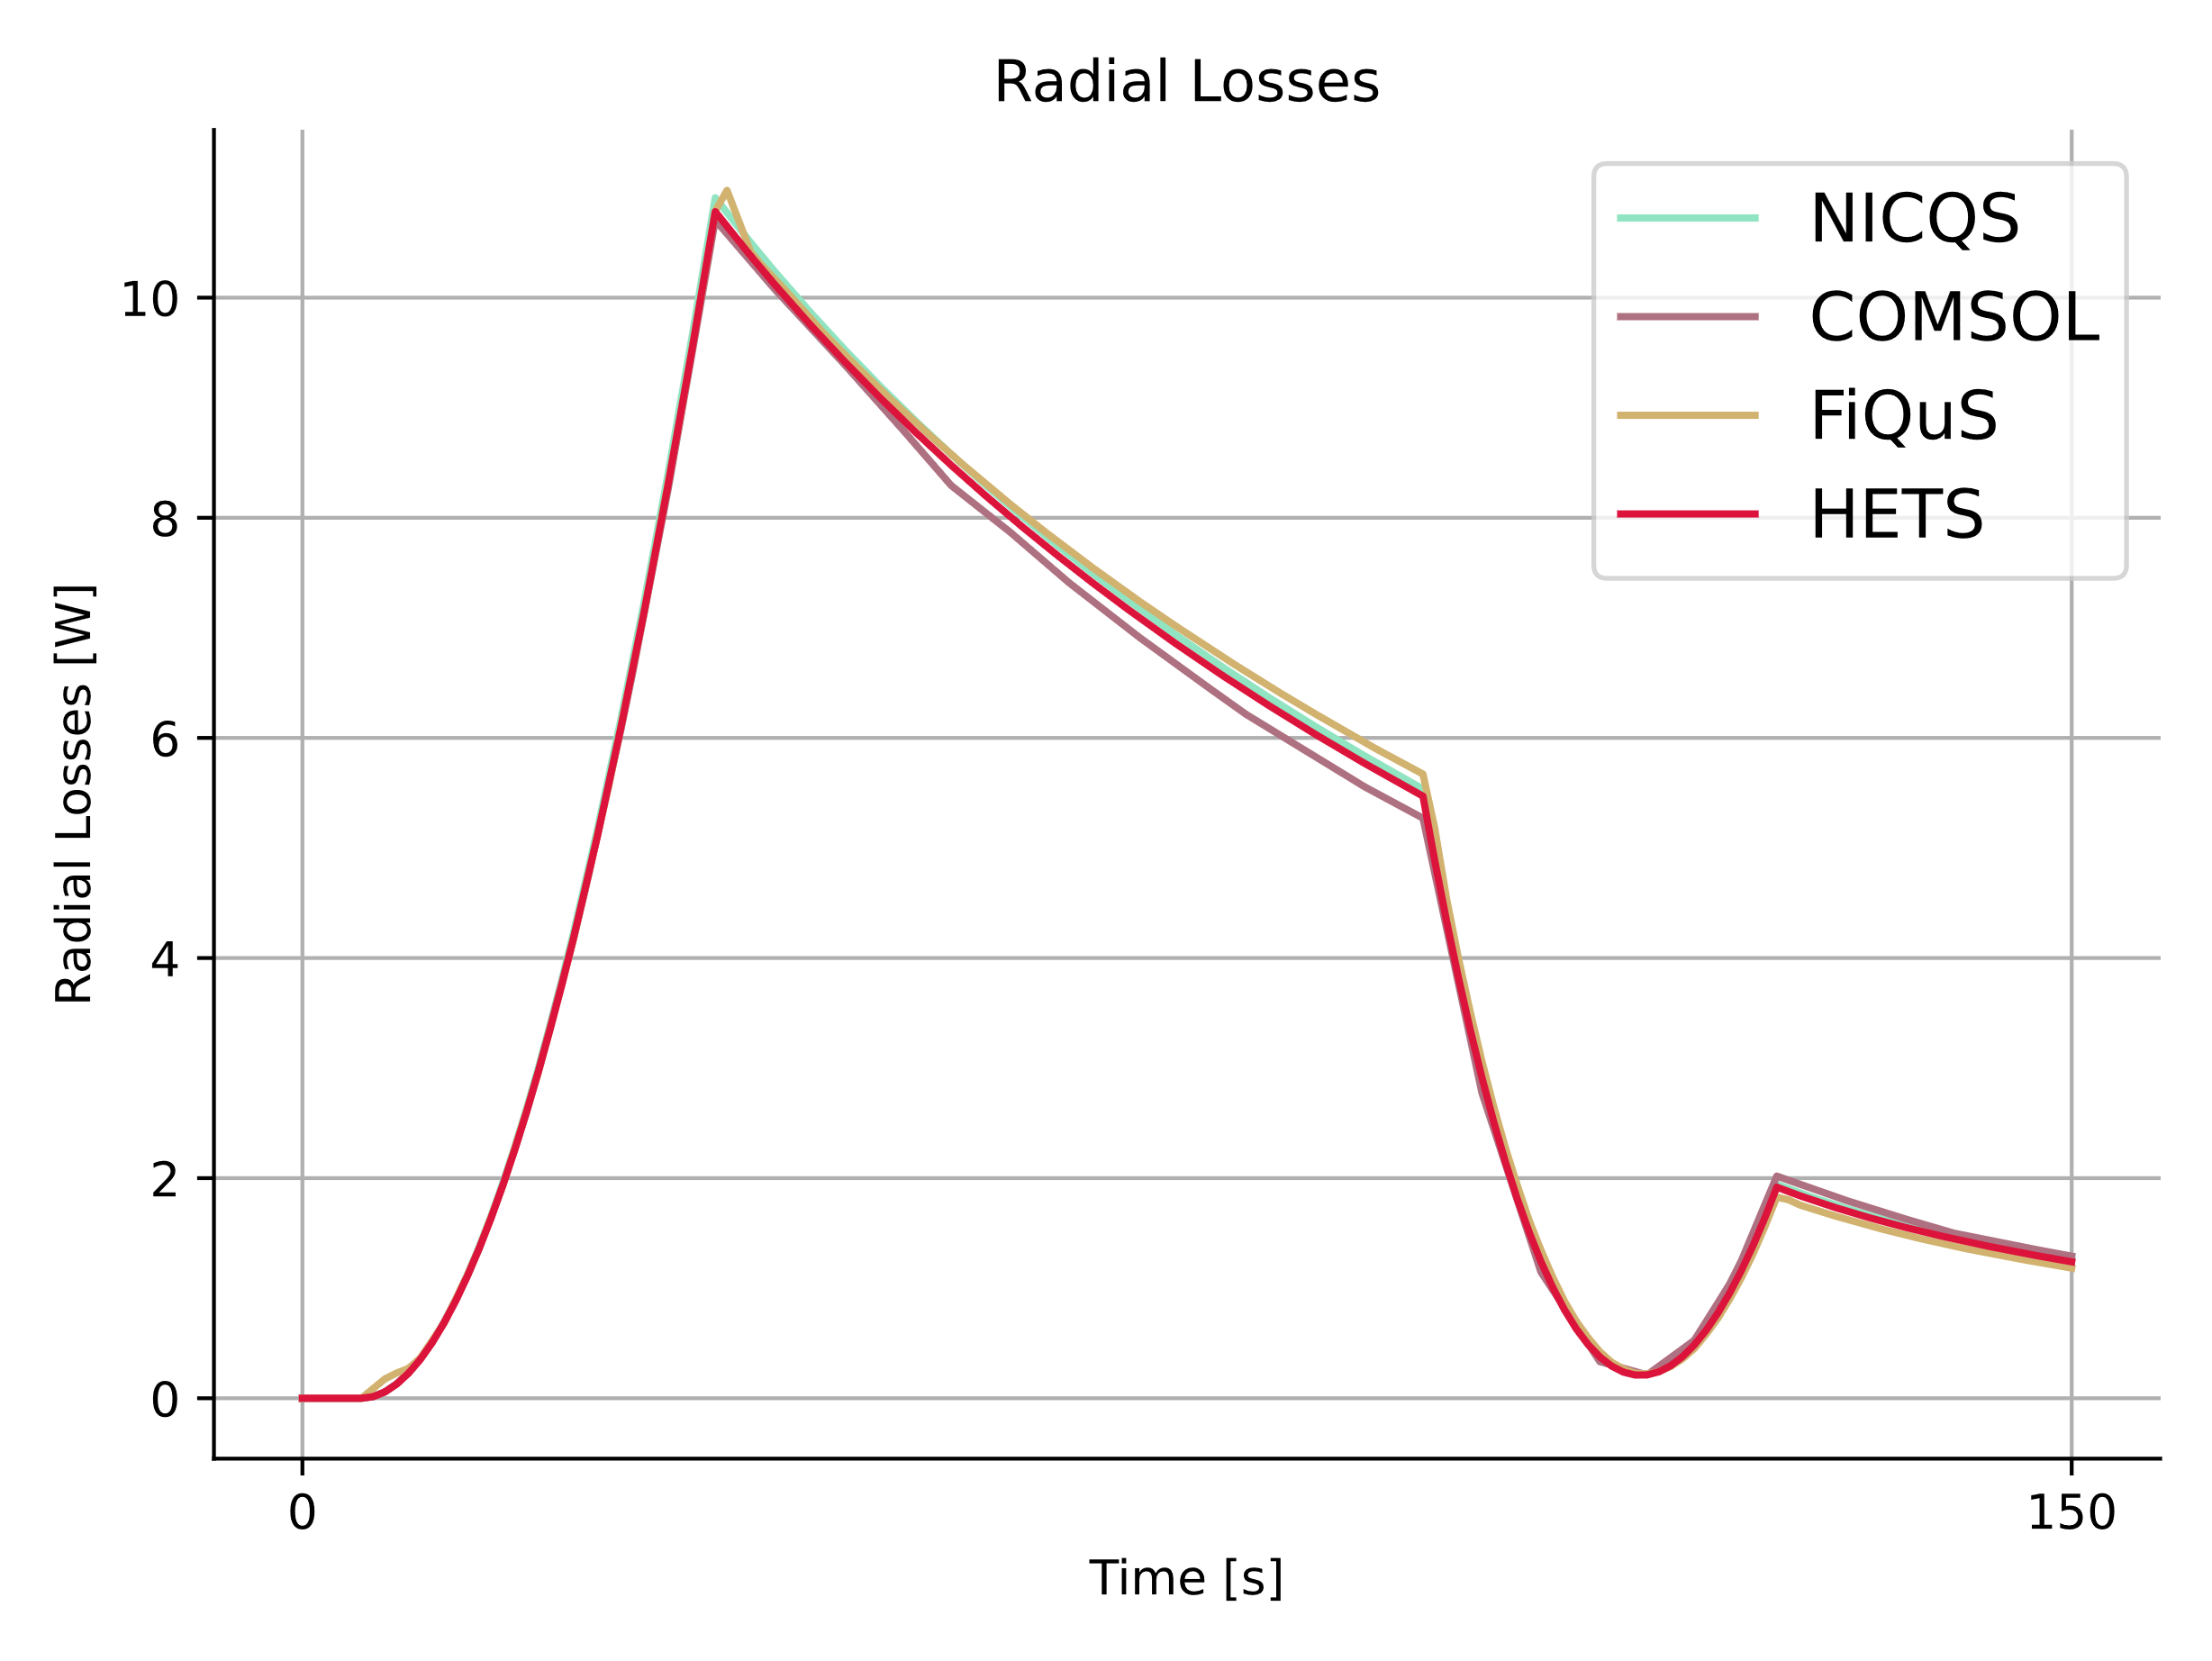 Radial Losses
NICQS
COMSOL
FiQuS
HETS
Radial Losses [W]
10
8
6
4
2
0
0
150
Time [s]